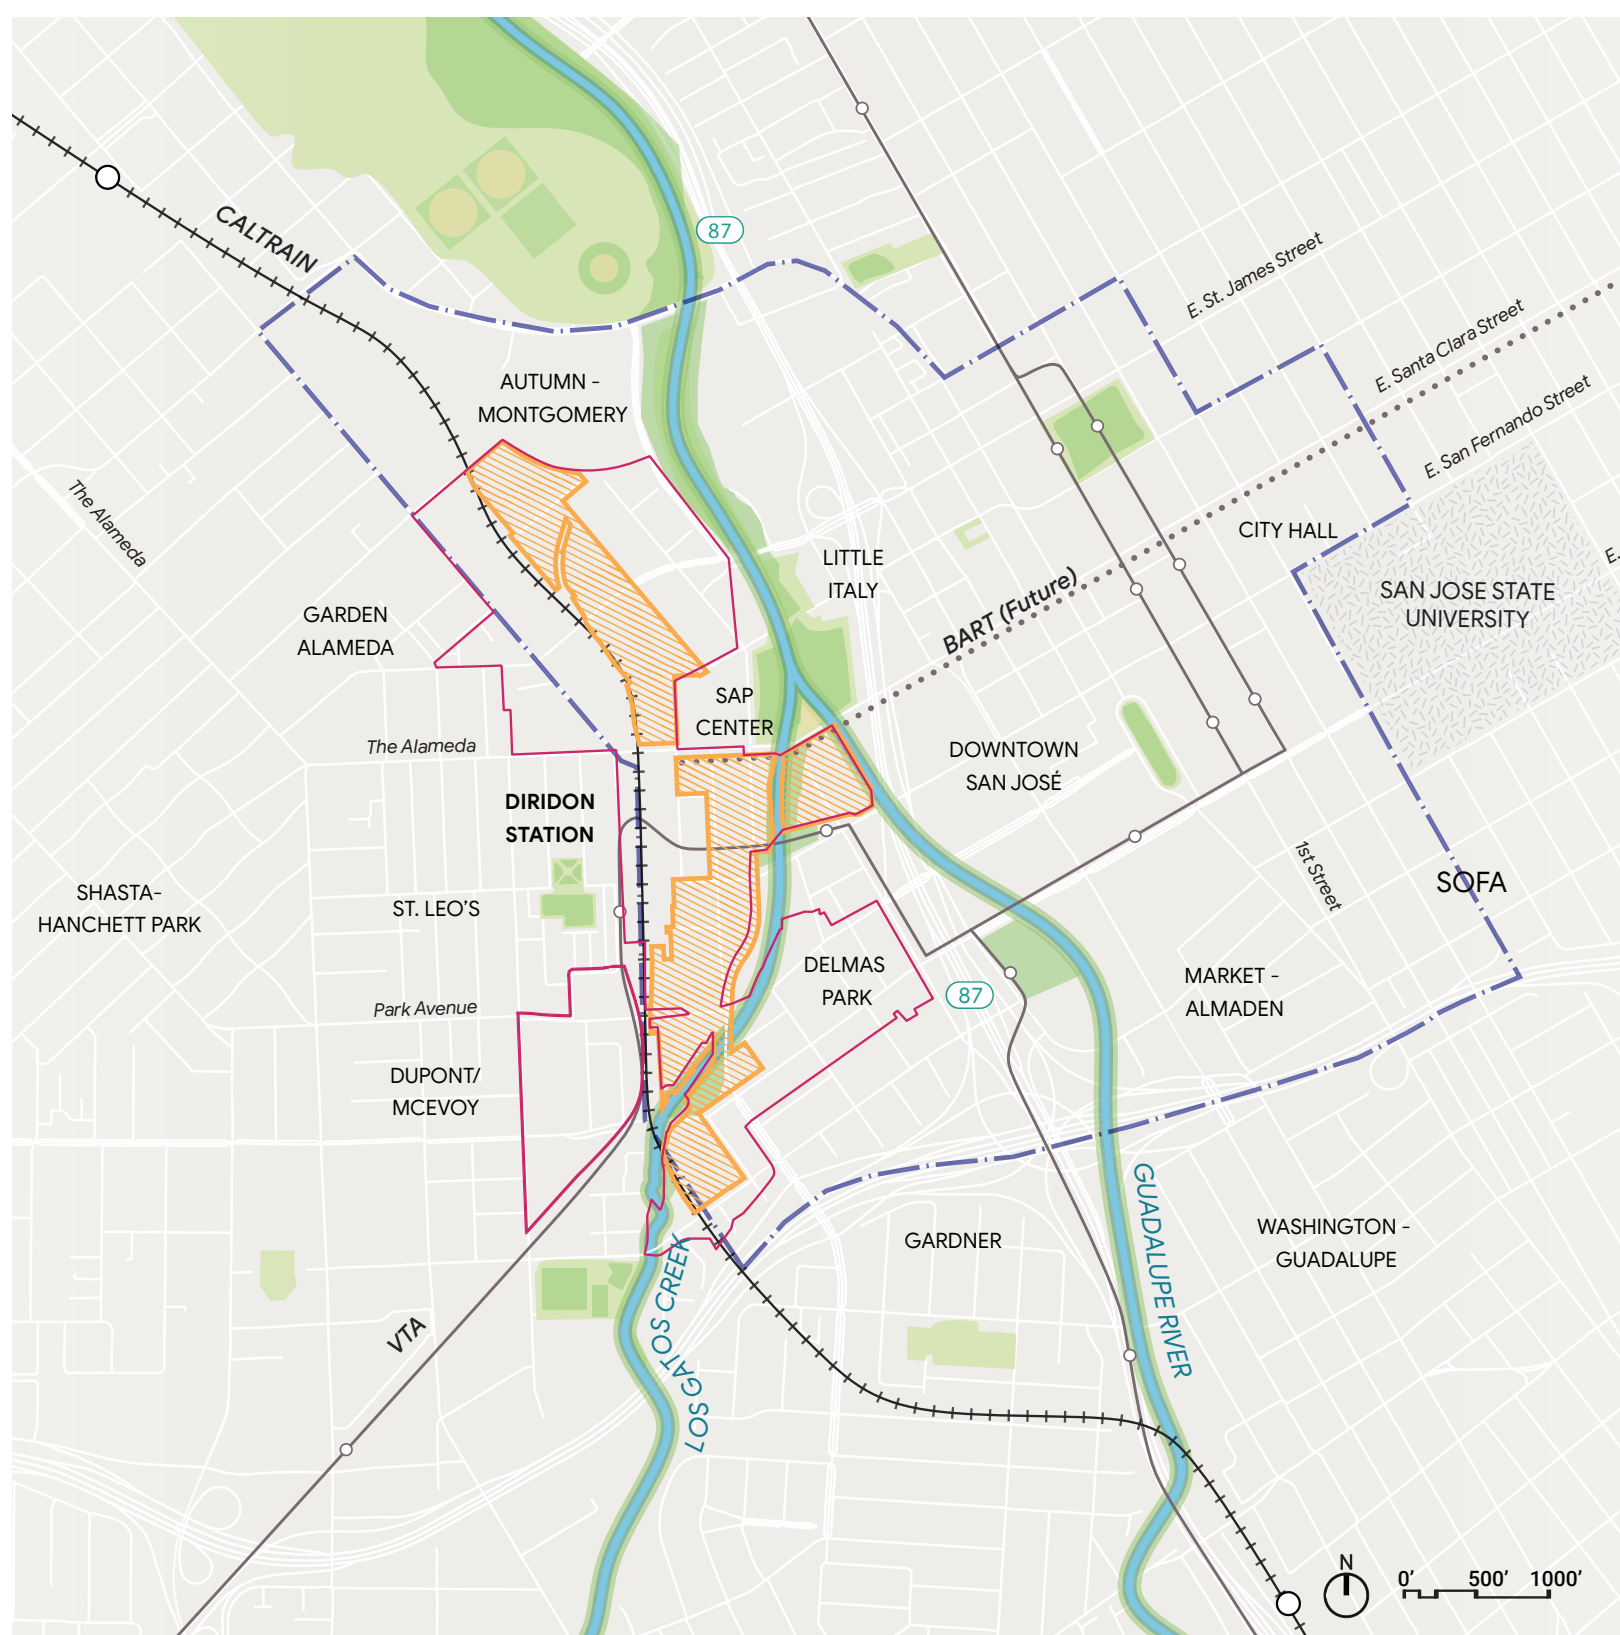 87
CALTRAIN
E. St. James Street
E. Santa Clara Street
E. San Fernando Street
AUTUMN -
MONTGOMERY
The Alameda
CITY HALL
E.
LITTLE
ITALY
SAN JOSE STATE
UNIVERSITY
BART (Future)
GARDEN
ALAMEDA
SAP
CENTER
The Alameda
DOWNTOWN
SAN JOSÉ
DIRIDON
STATION
1st Street
SOFA
SHASTA-
HANCHETT PARK
ST. LEO'S
DELMAS
PARK
87
MARKET -
ALMADEN
Park Avenue
DUPONT/
MCEVOY
GUADALUPE RIVER
GARDNER
WASHINGTON -
GUADALUPE
LOS GATOS CREEK
VTA
N
0' 500' 1000'